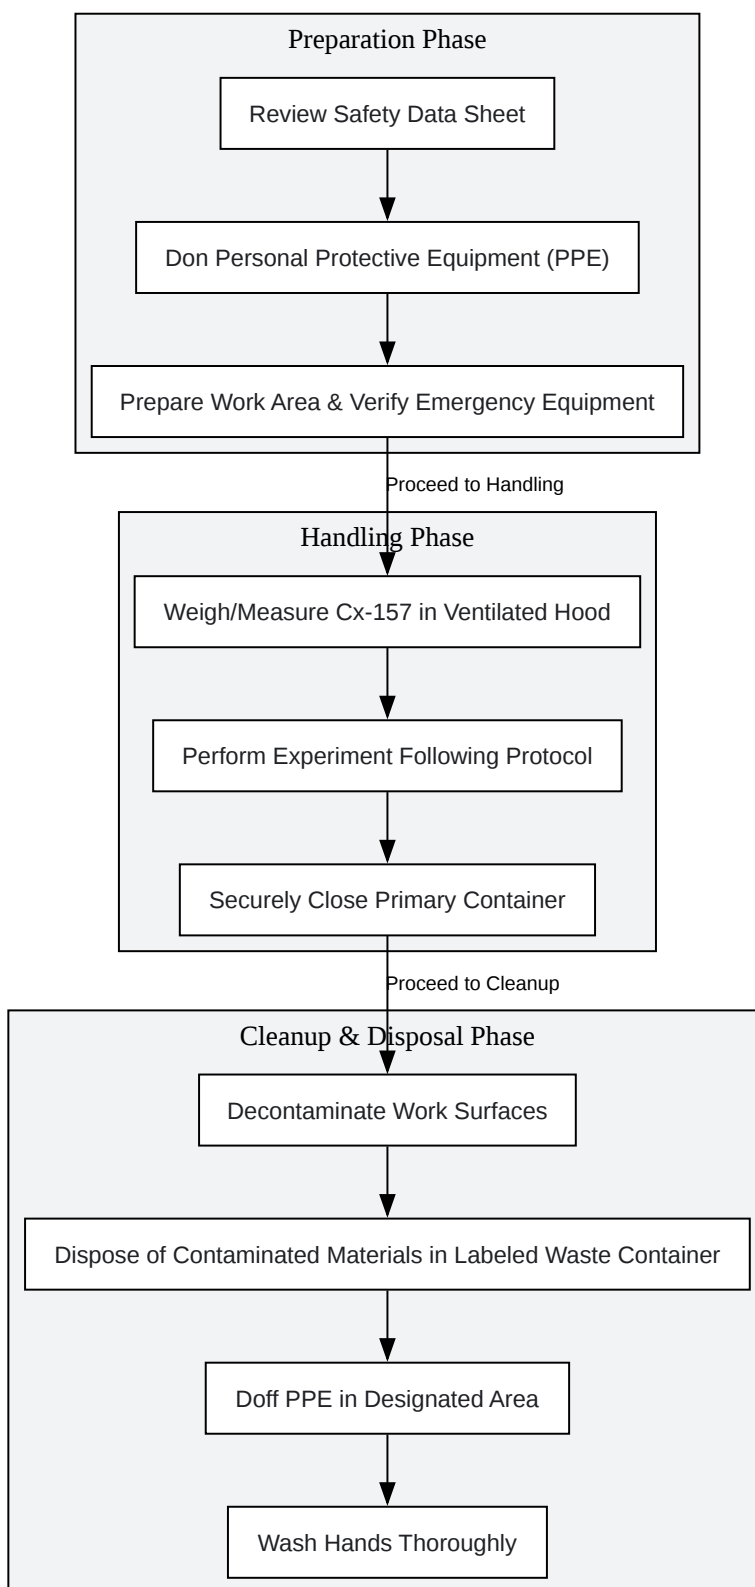 Preparation Phase
Review Safety Data Sheet
Don Personal Protective Equipment (PPE)
Prepare Work Area & Verify Emergency Equipment
Proceed to Handling
Handling Phase
Weigh/Measure Cx-157 in Ventilated Hood
Perform Experiment Following Protocol
Securely Close Primary Container
Proceed to Cleanup
Cleanup & Disposal Phase
Decontaminate Work Surfaces
Dispose of Contaminated Materials in Labeled Waste Container
Doff PPE in Designated Area
Wash Hands Thoroughly